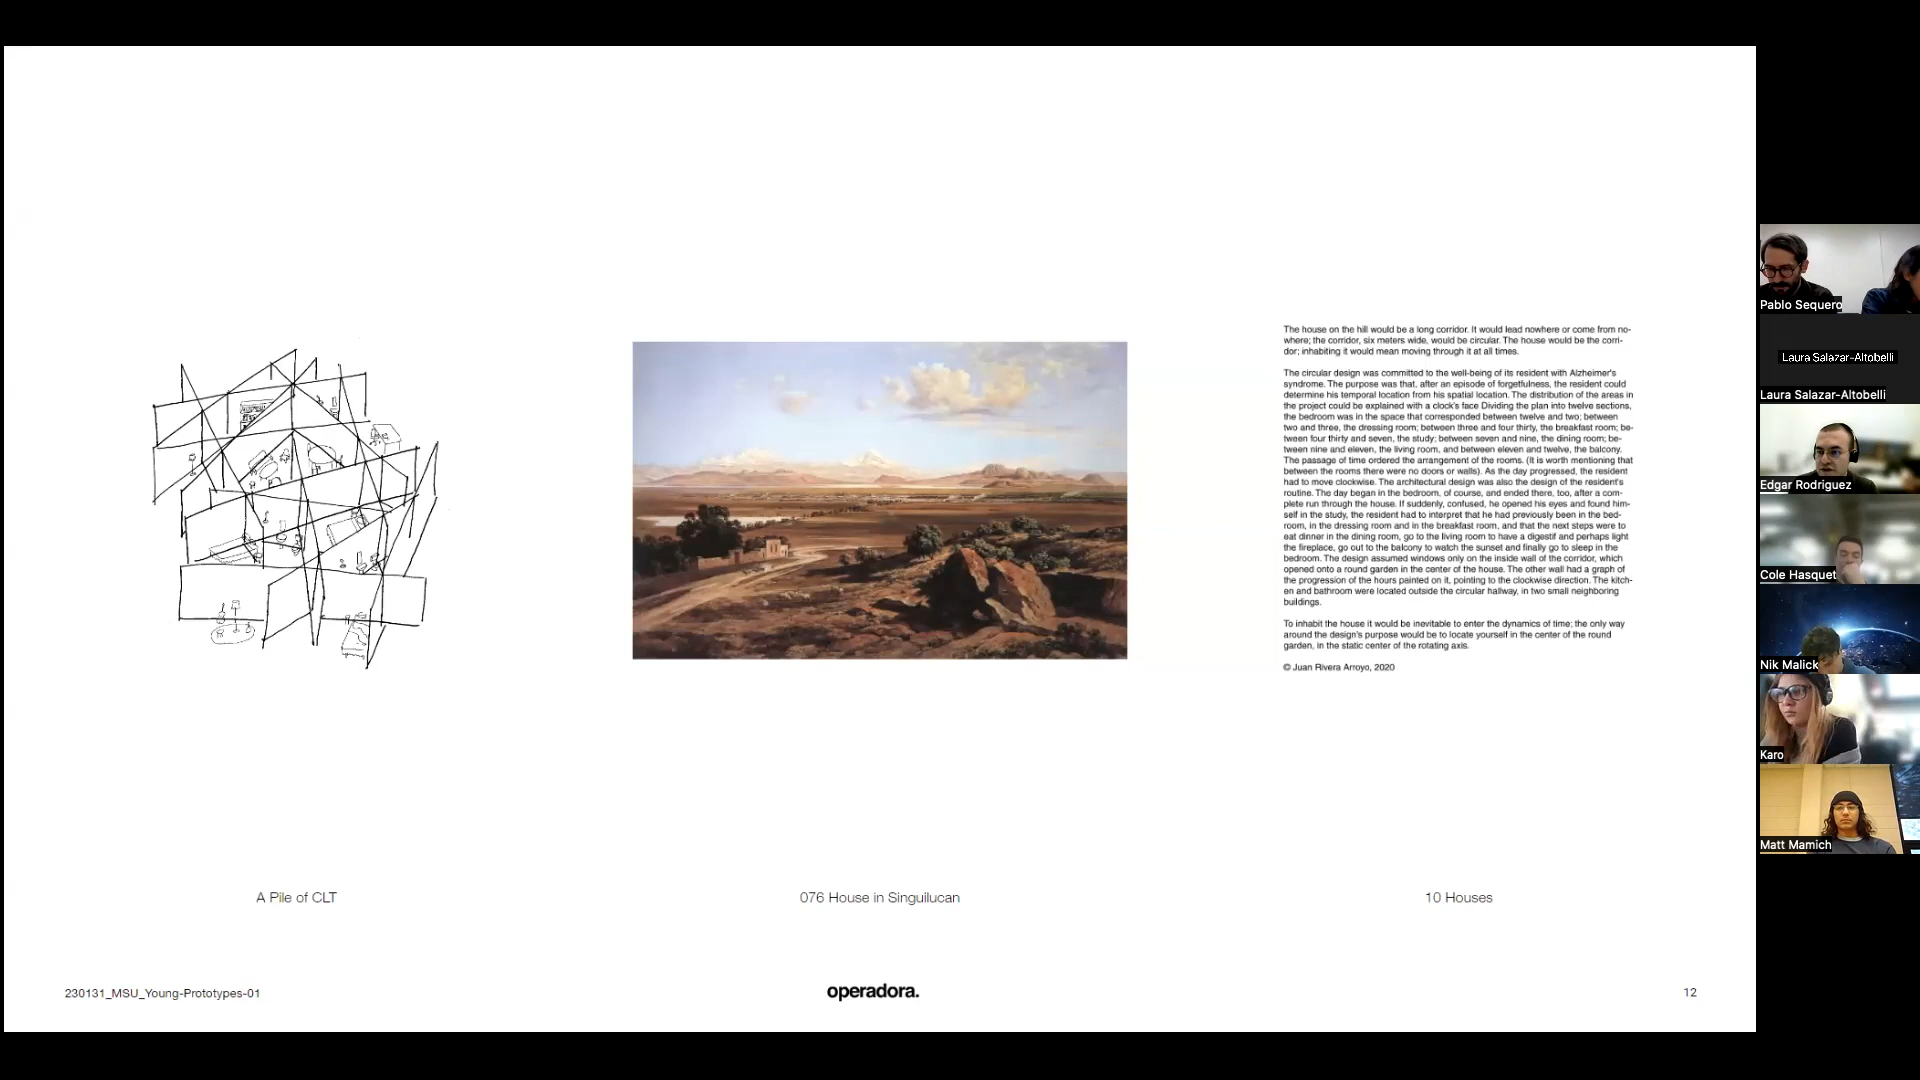 The house on the hill would be a long corridor. It would lead nowhere or come from no-
where; the corridor, six meters wide, would be circular. The house would be the corri-
dor; inhabiting it would mean moving through it at all times.
The circular design was committed to the well-being of its resident with Alzheimer's
syndrome. The purpose was that, after an episode of forgetfulness, the resident could
determine his temporal location from his spatial location. The distribution of the areas in
the project could be explained with a clock's face Dividing the plan into twelve sections,
the bedroom was in the space that corresponded between twelve and two; between
two and three, the dressing room; between three and four thirty, the breakfast room; be-
tween four thirty and seven, the study; between seven and nine, the dining room; be-
tween nine and eleven, the living room, and between eleven and twelve, the balcony.
The passage of time ordered the arrangement of the rooms. (It is worth mentioning that
between the rooms there were no doors or walls). As the day progressed, the resident
had to move clockwise. The architectural design was also the design of the resident's
routine. The day began in the bedroom, of course, and ended there, too, after a com-
plete run through the house. If suddenly, confused, he opened his eyes and found him-
self in the study, the resident had to interpret that he had previously been in the bed-
room, in the dressing room and in the breakfast room, and that the next steps were to
eat dinner in the dining room, go to the living room to have a digestif and perhaps light
the fireplace, go out to the balcony to watch the sunset and finally go to sleep in the
bedroom. The design assumed windows only on the inside wall of the corridor, which
opened onto a round garden in the center of the house. The other wall had a graph of
the progression of the hours painted on it, pointing to the clockwise direction. The kitch-
en and bathroom were located outside the circular hallway, in two small neighboring
buildings.
To inhabit the house it would be inevitable to enter the dynamics of time; the only way
around the design's purpose would be to locate yourself in the center of the round
garden, in the static center of the rotating axis.
© Juan Rivera Arroyo, 2020
A Pile of CLT
076 House in Singuilucan
10 Houses
230131_MSU_Young-Prototypes-01
operadora.
12
Pablo Sequero
Laura Salazar-Altobelli
Laura Salazar-Altobelli
Edgar Rodriguez
Cole Hasquet
Nik Malick
Karo
Matt Mamich